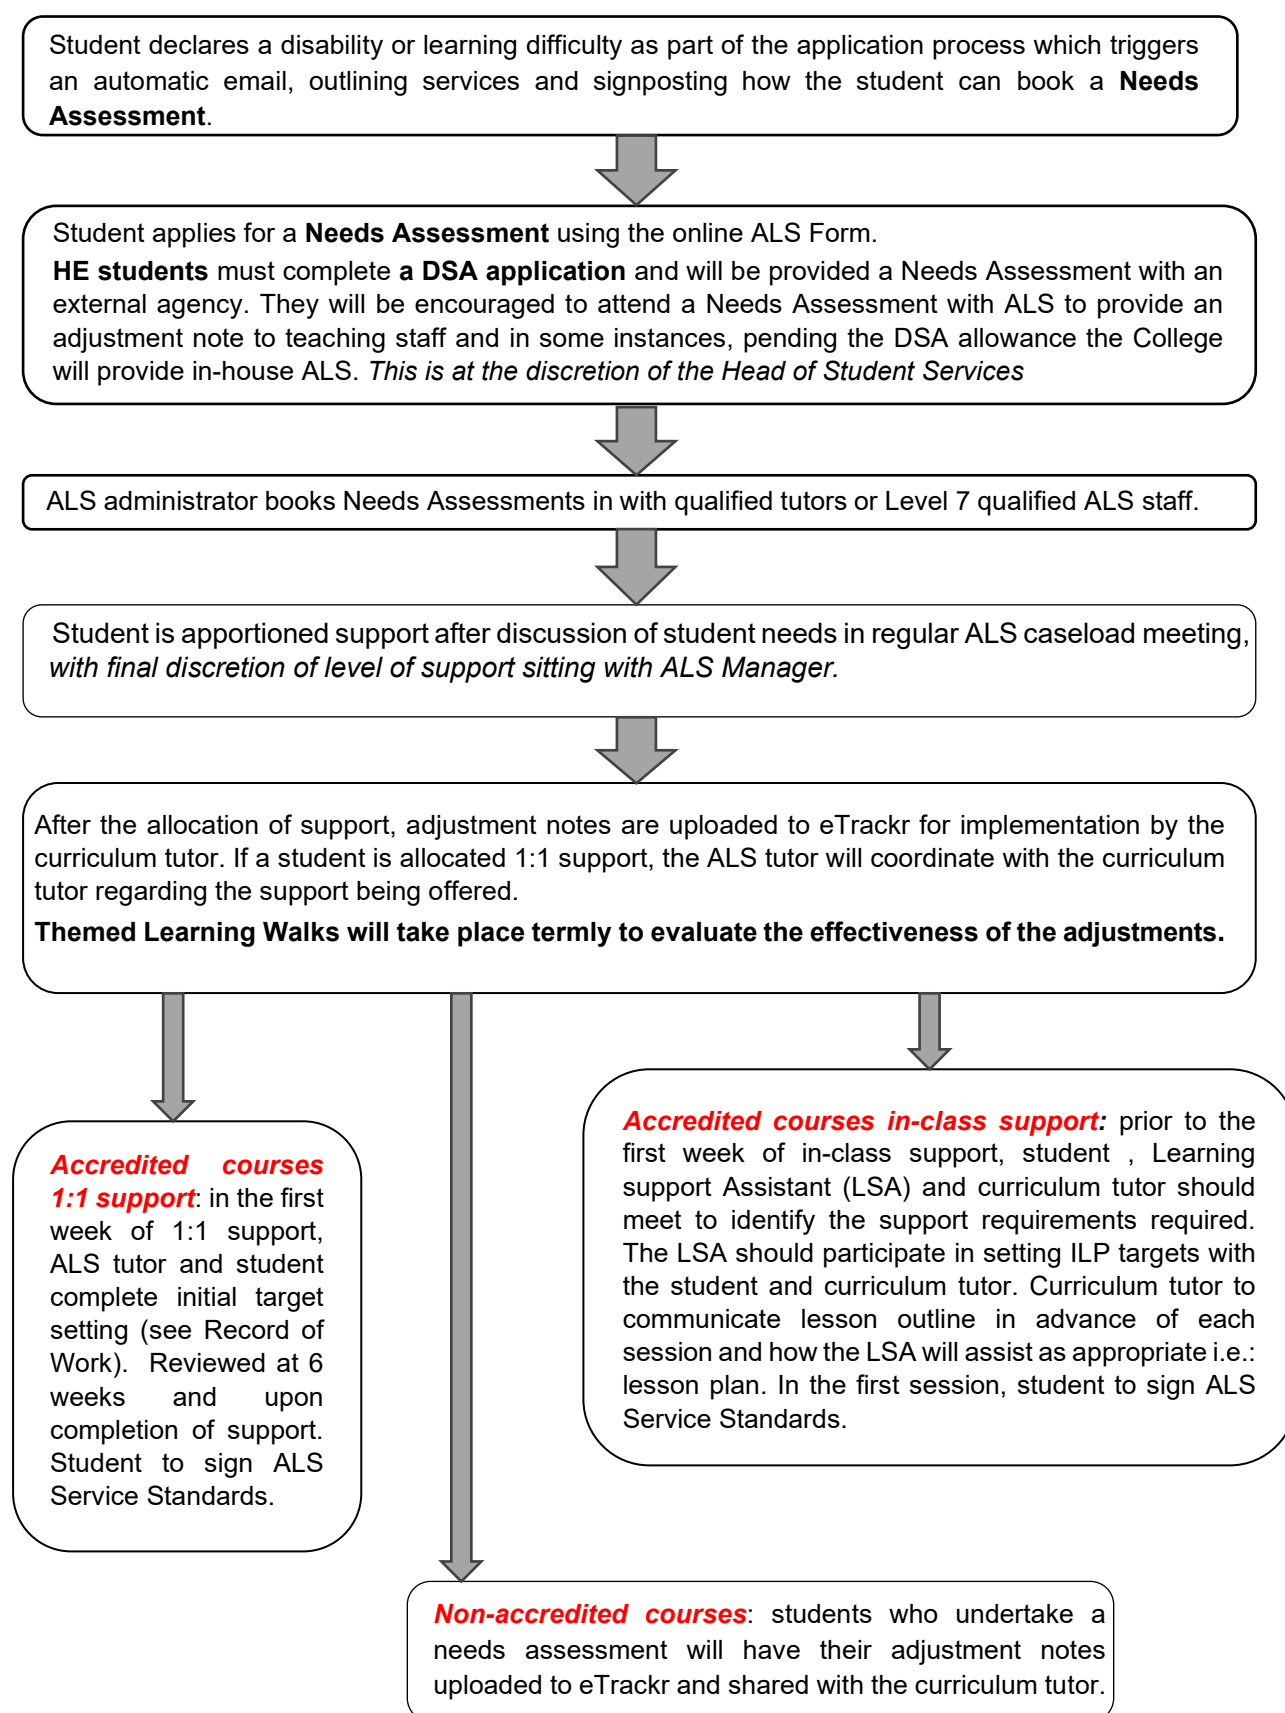 Student declares a disability or learning difficulty as part of the application process which triggers
an automatic email, outlining services and signposting how the student can book a Needs
Assessment.
Student applies for a Needs Assessment using the online ALS Form.
HE students must complete a DSA application and will be provided a Needs Assessment with an
external agency. They will be encouraged to attend a Needs Assessment with ALS to provide an
adjustment note to teaching staff and in some instances, pending the DSA allowance the College
will provide in-house ALS. This is at the discretion of the Head of Student Services
ALS administrator books Needs Assessments in with qualified tutors or Level 7 qualified ALS staff.
Student is apportioned support after discussion of student needs in regular ALS caseload meeting,
with final discretion of level of support sitting with ALS Manager.
After the allocation of support, adjustment notes are uploaded to eTrackr for implementation by the
curriculum tutor. If a student is allocated 1:1 support, the ALS tutor will coordinate with the curriculum
tutor regarding the support being offered.
Themed Learning Walks will take place termly to evaluate the effectiveness of the adjustments.
Accredited courses
1:1 support: in the first
week of 1:1 support,
ALS tutor and student
complete initial target
setting (see Record of
Work). Reviewed at 6
weeks and upon
completion of support.
Student to sign ALS
Service Standards.
Accredited courses in-class support: prior to the
first week of in-class support, student , Learning
support Assistant (LSA) and curriculum tutor should
meet to identify the support requirements required.
The LSA should participate in setting ILP targets with
the student and curriculum tutor. Curriculum tutor to
communicate lesson outline in advance of each
session and how the LSA will assist as appropriate i.e.:
lesson plan. In the first session, student to sign ALS
Service Standards.
Non-accredited courses: students who undertake a
needs assessment will have their adjustment notes
uploaded to eTrackr and shared with the curriculum tutor.